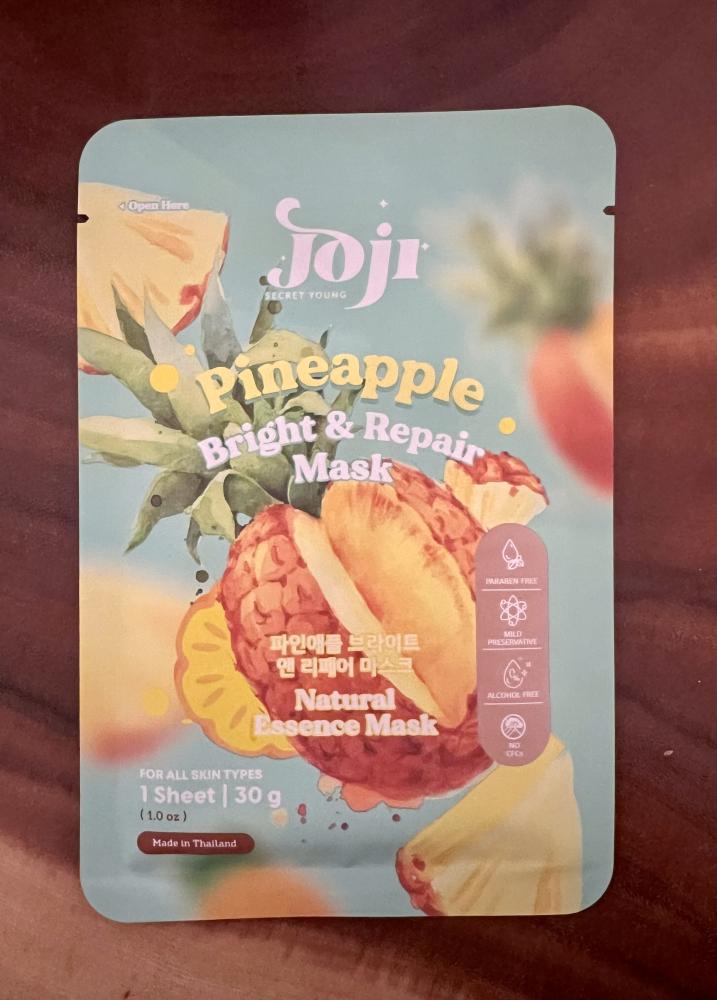 Open Here
Joji
SECRET YOUNG
Pineapple
Bright & Repair
Mask
PARABEN FREE
MILD
PRESERVATIVE
ALCOHOL FREE
NO
CFCs
파인애플 브라이트
앤 리페어 마스크
Natural
Essence Mask
FOR ALL SKIN TYPES
1 Sheet | 30 g
( 1.0 oz )
Made in Thailand